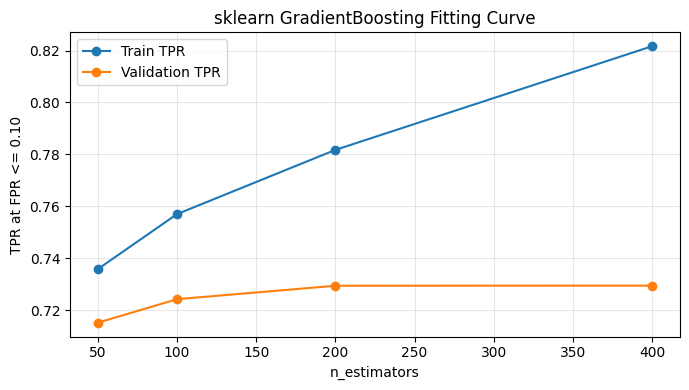 sklearn GradientBoosting Fitting Curve
Train TPR
Validation TPR
TPR at FPR <= 0.10
0.82
0.80
0.78
0.76
0.74
0.72
50 100 150 200 250 300 350 400
n_estimators